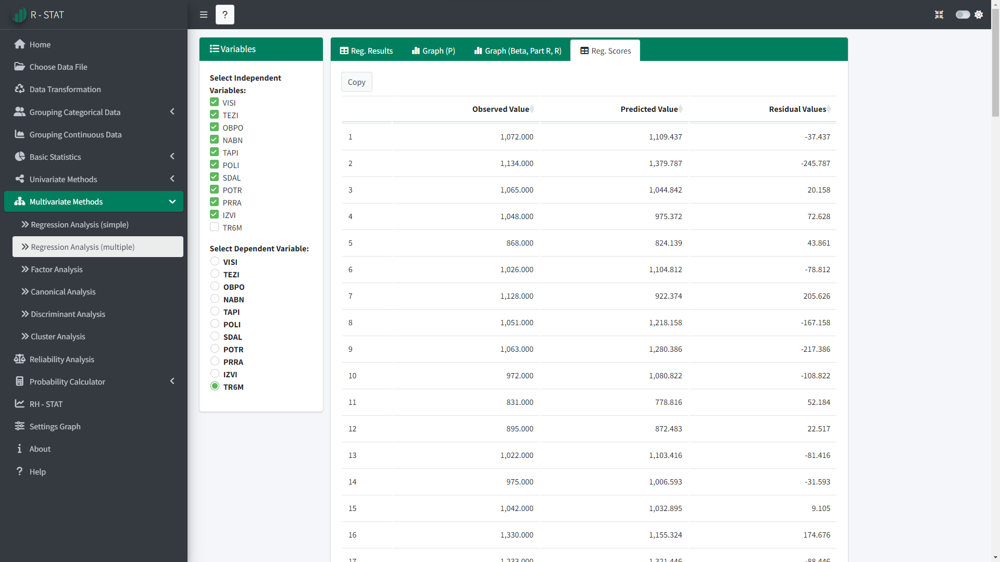 R - STAT
?
Home
Choose Data File
Data Transformation
Grouping Categorical Data
Grouping Continuous Data
Basic Statistics
Univariate Methods
Multivariate Methods
Regression Analysis (simple)
Regression Analysis (multiple)
Factor Analysis
Canonical Analysis
Discriminant Analysis
Cluster Analysis
Reliability Analysis
Probability Calculator
RH - STAT
Settings Graph
About
Help
Variables
Select Independent
Variables:
VISI
TEZI
OBPO
NABN
TAPI
POLI
SDAL
POTR
PRRA
IZVI
TR6M
Select Dependent Variable:
VISI
TEZI
OBPO
NABN
TAPI
POLI
SDAL
POTR
PRRA
IZVI
TR6M
Reg. Results Graph (P) Graph (Beta, Part R, R) Reg. Scores
Copy
Observed Value Predicted Value Residual Values
1 1,072.000 1,109.437 -37.437
2 1,134.000 1,379.787 -245.787
3 1,065.000 1,044.842 20.158
4 1,048.000 975.372 72.628
5 868.000 824.139 43.861
6 1,026.000 1,104.812 -78.812
7 1,128.000 922.374 205.626
8 1,051.000 1,218.158 -167.158
9 1,063.000 1,280.386 -217.386
10 972.000 1,080.822 -108.822
11 831.000 778.816 52.184
12 895.000 872.483 22.517
13 1,022.000 1,103.416 -81.416
14 975.000 1,006.593 -31.593
15 1,042.000 1,032.895 9.105
16 1,330.000 1,155.324 174.676
17 1,233.000 1,321.446 -88.446